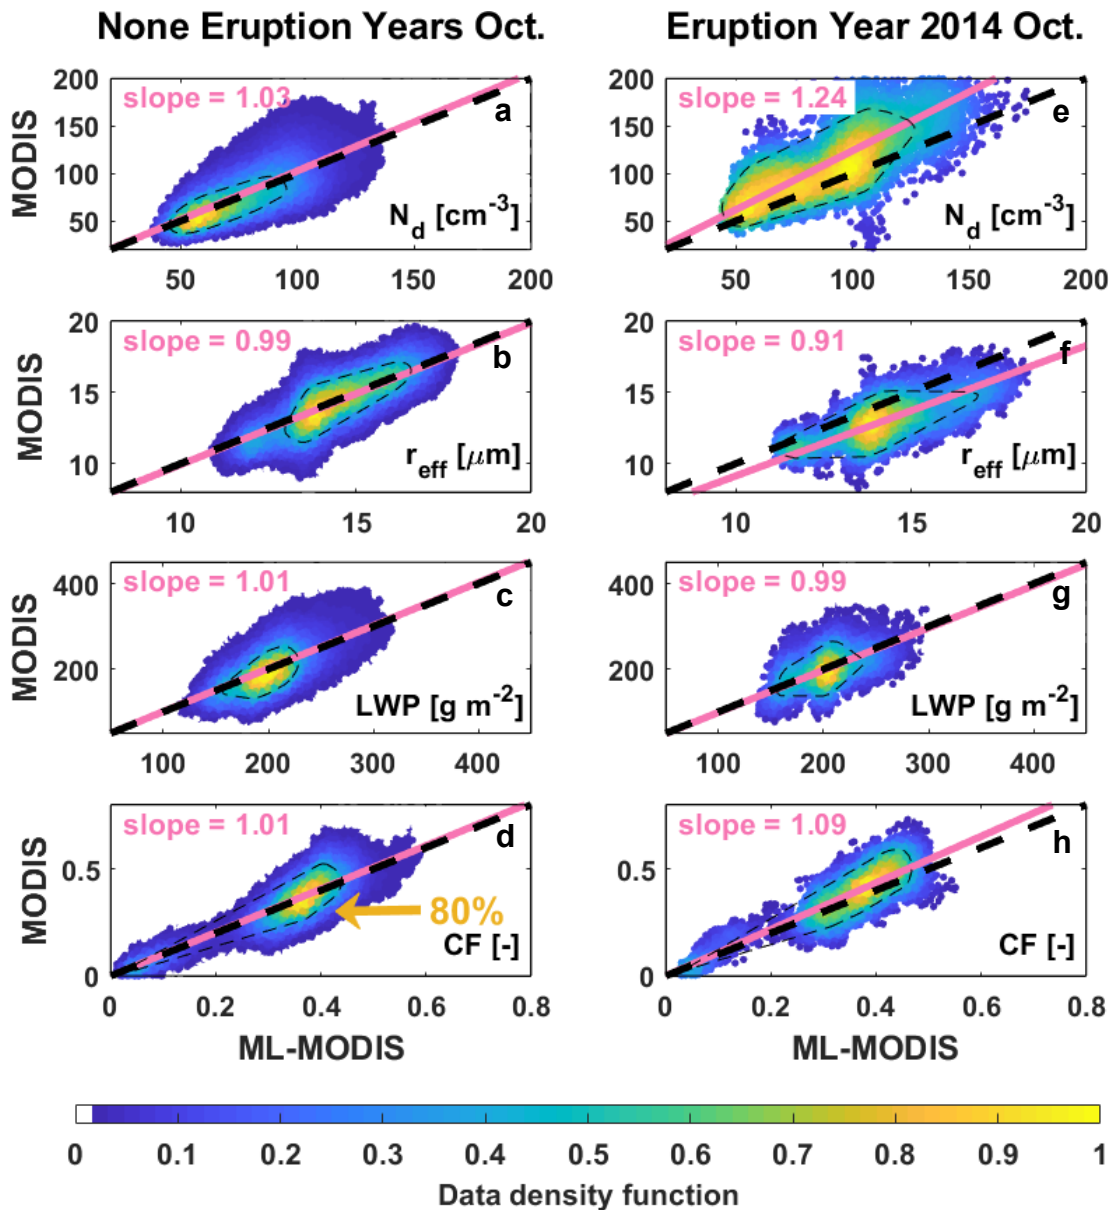 None Eruption Years Oct.
Eruption Year 2014 Oct.
MODIS
200
150
100
50
slope = 1.03
a
N_d [cm^-3]
50
100
150
200
200
150
100
50
slope = 1.24
e
N_d [cm^-3]
50
100
150
200
MODIS
20
15
10
slope = 0.99
b
r_eff [μm]
10
15
20
20
15
10
slope = 0.91
f
r_eff [μm]
10
15
20
MODIS
400
200
slope = 1.01
c
LWP [g m^-2]
100
200
300
400
400
200
slope = 0.99
g
LWP [g m^-2]
100
200
300
400
MODIS
0.5
0
slope = 1.01
d
80%
CF [-]
0
0.2
0.4
0.6
0.8
ML-MODIS
0.5
0
slope = 1.09
h
CF [-]
0
0.2
0.4
0.6
0.8
ML-MODIS
0
0.1
0.2
0.3
0.4
0.5
0.6
0.7
0.8
0.9
1
Data density function